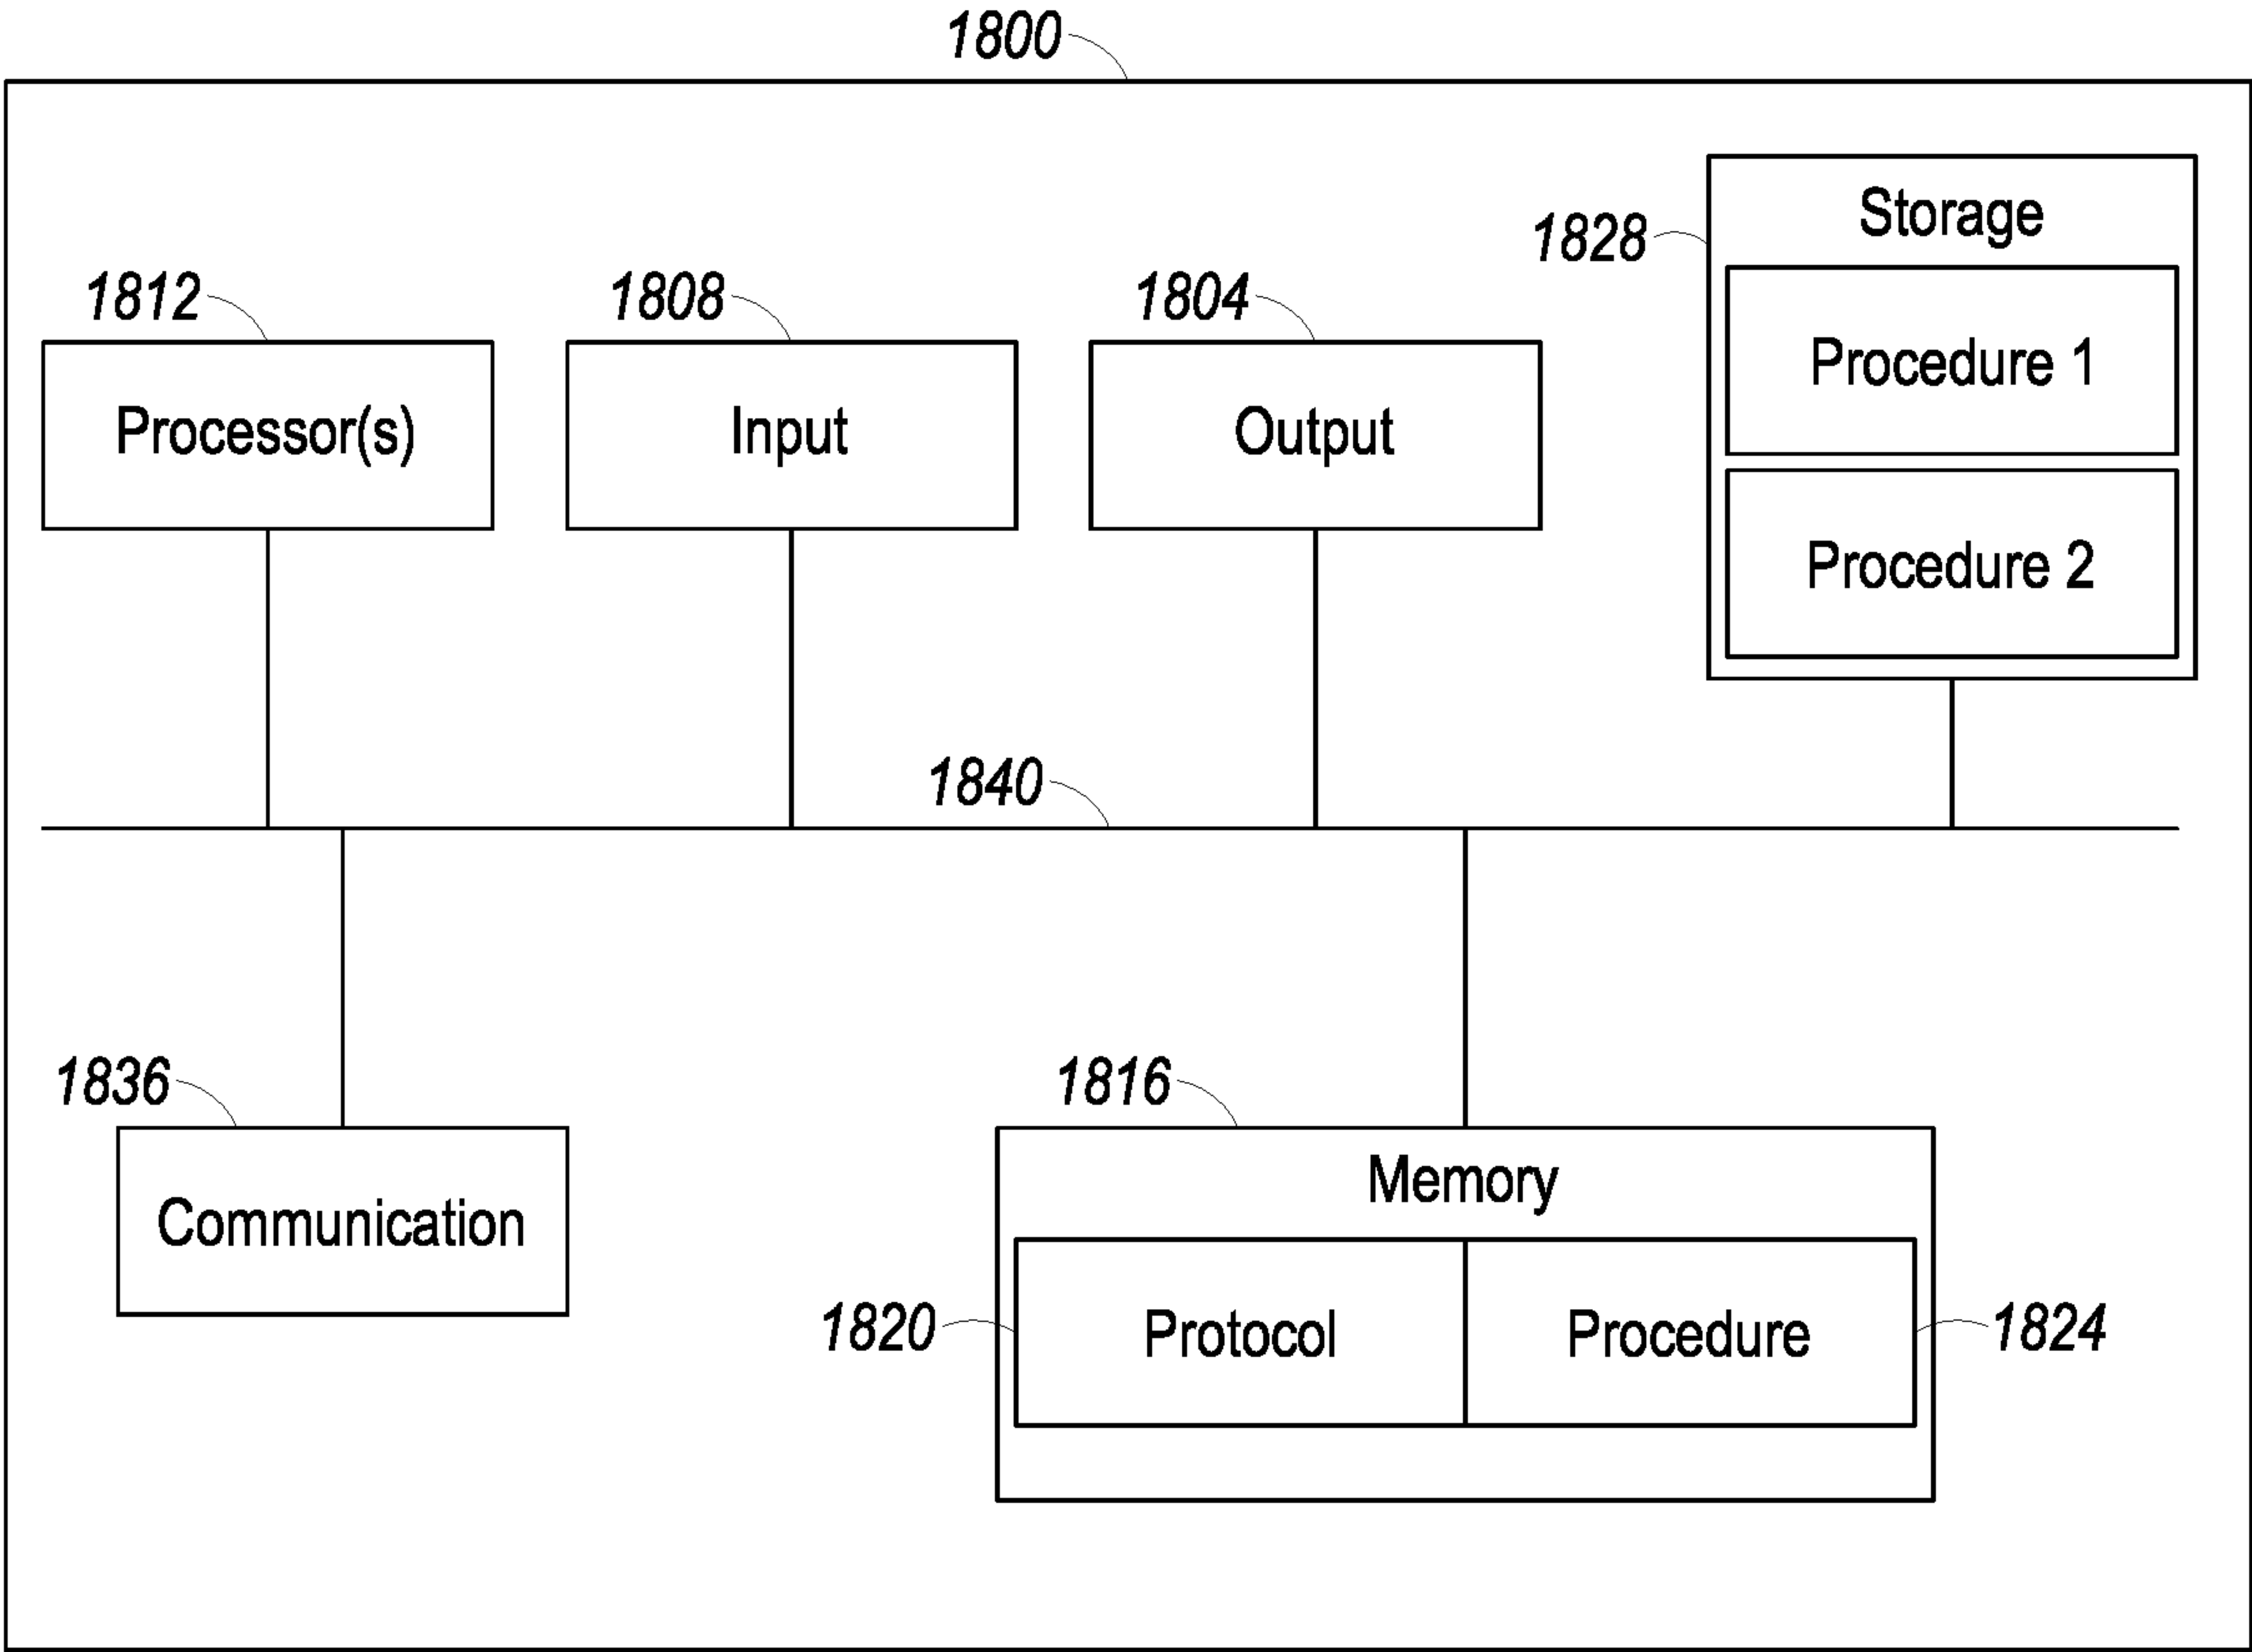 1800
1828
Storage
1812
1808
1804
Procedure 1
Processor(s)
Input
Output
Procedure 2
1840
1836
1816
Memory
Communication
1820
Protocol
Procedure
1824